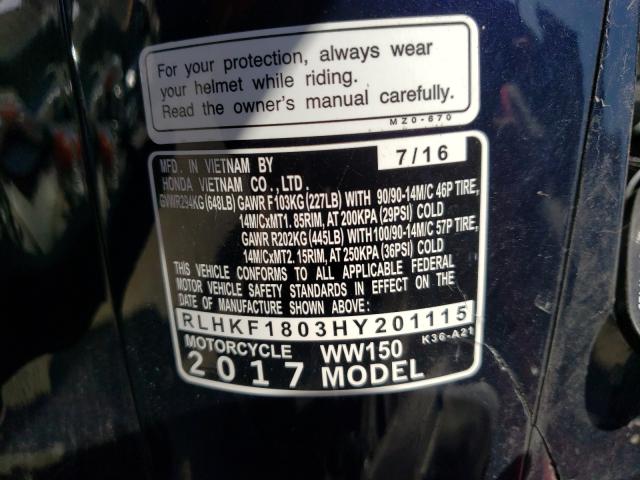 For your protection, always wear
your helmet while riding.
Read the owner's manual carefully.
MZ0-670
MFD. IN VIETNAM BY 7/16
HONDA VIETNAM CO., LTD.
GVWR294KG (648LB) GAWR F103KG (227LB) WITH 90/90-14M/C 46P TIRE,
14M/CxMT1. 85RIM, AT 200KPA (29PSI) COLD
GAWR R202KG (445LB) WITH100/90-14M/C 57P TIRE,
14M/CxMT2. 15RIM, AT 250KPA (36PSI) COLD
THIS VEHICLE CONFORMS TO ALL APPLICABLE FEDERAL
MOTOR VEHICLE SAFETY STANDARDS IN EFFECT ON THE
DATE OF MANUFACTURE SHOWN ABOVE:
RLHKF1803HY201115
MOTORCYCLE WW150 K36-A21
2017 MODEL